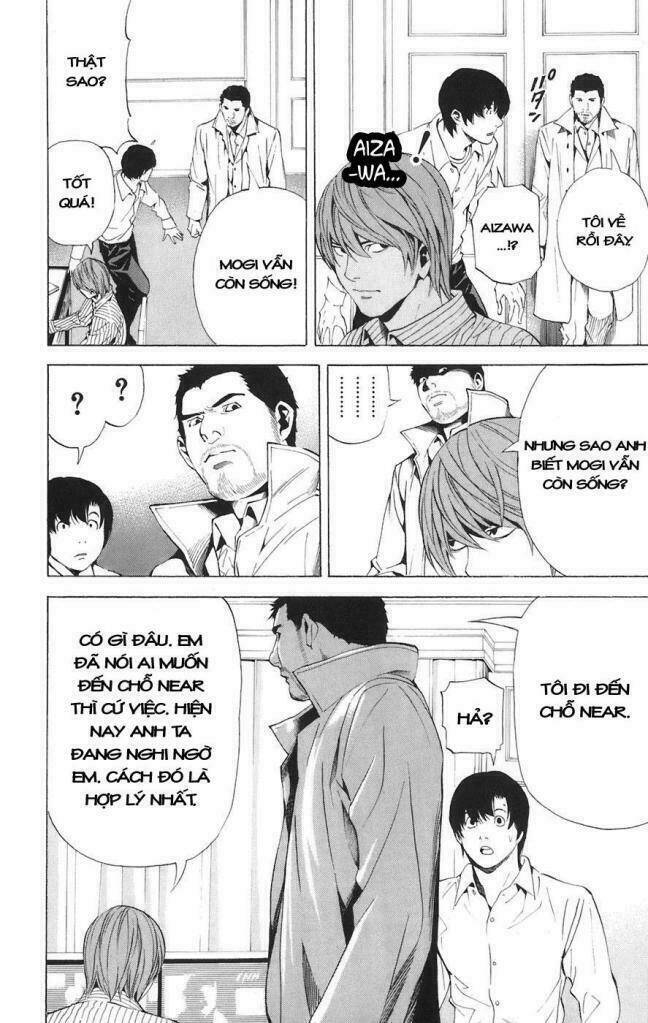 TÔI VỀ
RỒI ĐÂY
パタン
AIZAWA
...!?
!
AIZA
-WA...
MOGI VẪN
CÒN SỐNG!
THẬT
SAO?
TỐT
QUÁ!
NHƯNG SAO ANH
BIẾT MOGI VẪN
CÒN SỐNG?
............
?
?
TÔI ĐI ĐẾN
CHỖ NEAR.
HẢ?
CÓ GÌ ĐÂU. EM
ĐÃ NÓI AI MUỐN
ĐẾN CHỖ NEAR
THÌ CỨ VIỆC. HIỆN
NAY ANH TA
ĐANG NGHI NGỜ
EM. CÁCH ĐÓ LÀ
HỢP LÝ NHẤT.